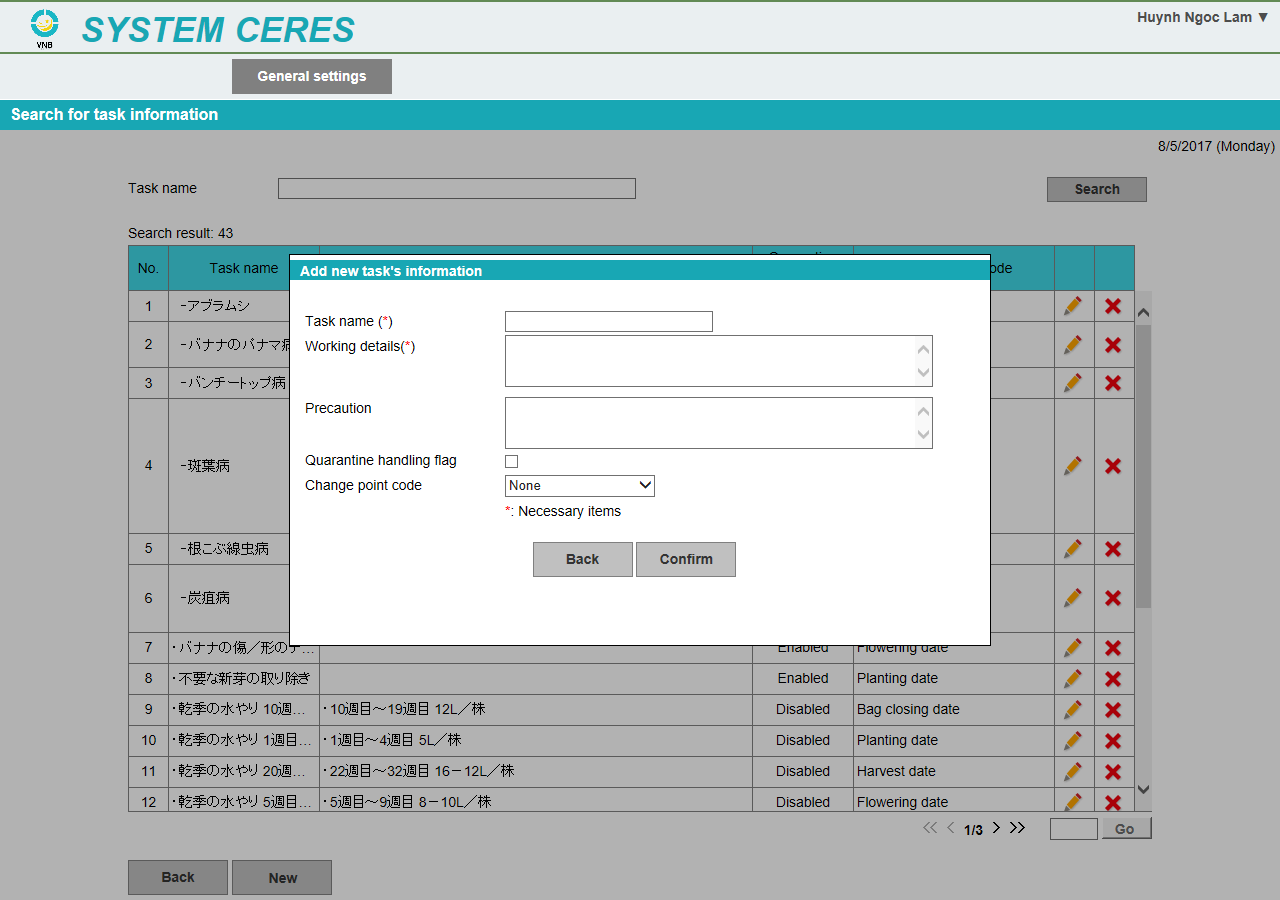 VNB
SYSTEM CERES
Huynh Ngoc Lam ▼
General settings
Search for task information
8/5/2017 (Monday)
Task name
Search
Search result: 43
No. Task name
ode
Add new task's information
Task name (*)
Working details(*)
Precaution
Quarantine handling flag
Change point code
None
*: Necessary items
Back Confirm
1 -アブラムシ
2 -バナナのパナマ病
3 -バンチートップ病
4 -斑葉病
5 -根こぶ線虫病
6 -炭疽病
7 ・バナナの傷／形の Enabled Flowering date
8 ・不要な新芽の取り除き Enabled Planting date
9 ・乾季の水やり 10週... ・10週目～19週目 12L／株 Disabled Bag closing date
10 ・乾季の水やり 1週目... ・1週目～4週目 5L／株 Disabled Planting date
11 ・乾季の水やり 20週... ・22週目～32週目 16－12L／株 Disabled Harvest date
12 ・乾季の水やり 5週目... ・5週目～9週目 8－10L／株 Disabled Flowering date
1/3
Go
Back New